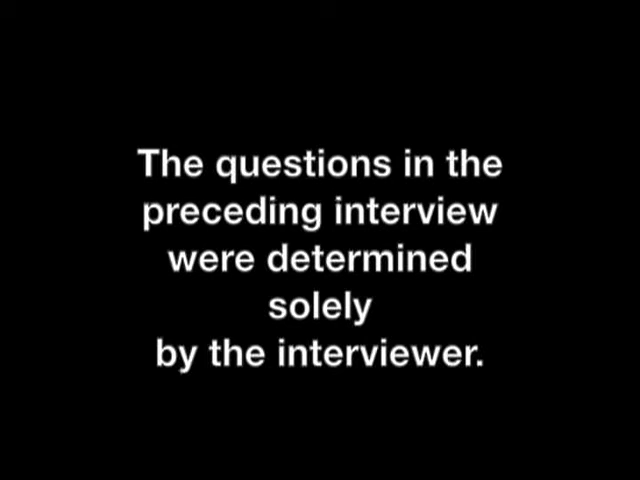 The questions in the
preceding interview
were determined
solely
by the interviewer.